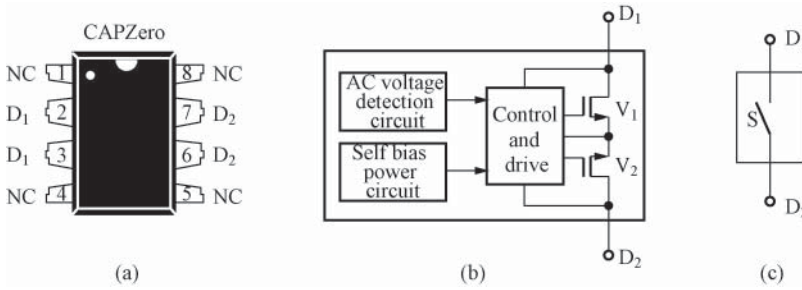 CAPZero
NC 1 8 NC
D1 2 7 D2
D1 3 6 D2
NC 4 5 NC
(a)
D1
AC voltage
detection
circuit
Self bias
power
circuit
Control
and
drive
V1
V2
D2
(b)
D
S
D
(c)